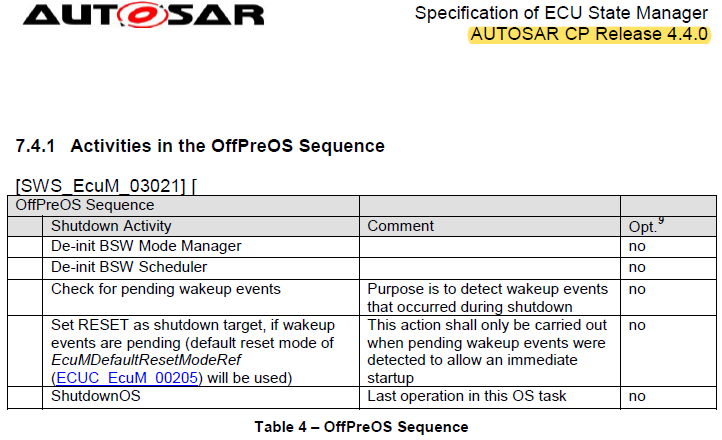 AUTOSAR
Specification of ECU State Manager
AUTOSAR CP Release 4.4.0
7.4.1 Activities in the OffPreOS Sequence
[SWS_EcuM_03021] ⌈
OffPreOS Sequence
Shutdown Activity Comment Opt.9
De-init BSW Mode Manager no
De-init BSW Scheduler no
Check for pending wakeup events Purpose is to detect wakeup events no
that occurred during shutdown
Set RESET as shutdown target, if wakeup This action shall only be carried out no
events are pending (default reset mode of when pending wakeup events were
EcuMDefaultResetModeRef detected to allow an immediate
(ECUC_EcuM_00205) will be used) startup
ShutdownOS Last operation in this OS task no
Table 4 – OffPreOS Sequence